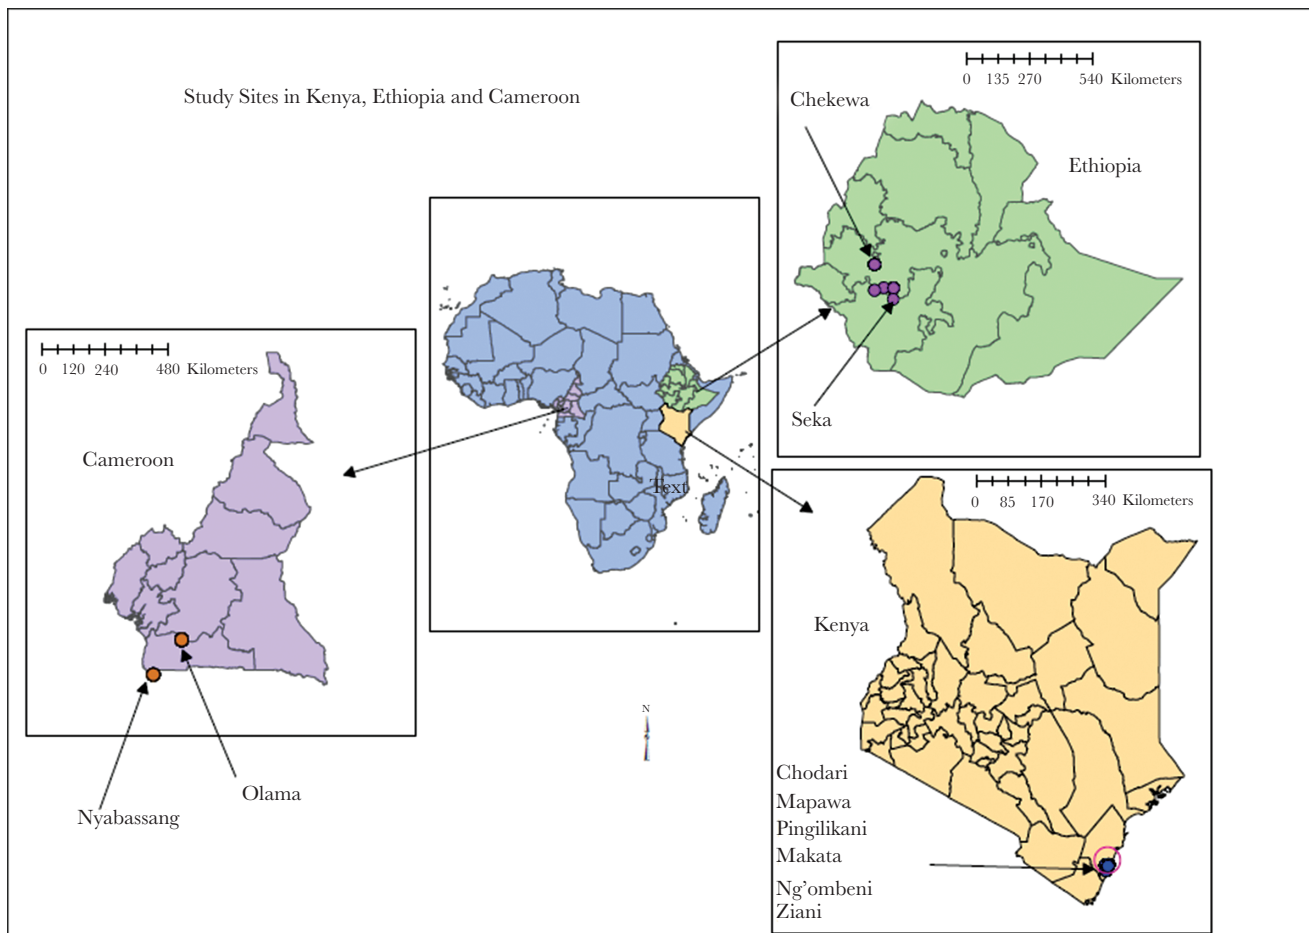 Study Sites in Kenya, Ethiopia and Cameroon
0 135 270 540 Kilometers
Chekewa
Ethiopia
Seka
0 120 240 480 Kilometers
Cameroon
Olama
Nyabassang
Text
N
0 85 170 340 Kilometers
Kenya
Chodari
Mapawa
Pingilikani
Makata
Ng'ombeni
Ziani